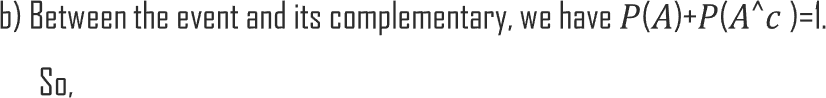 b) Between the event and its complementary, we have P(A)+P(A^c )=1.
So,